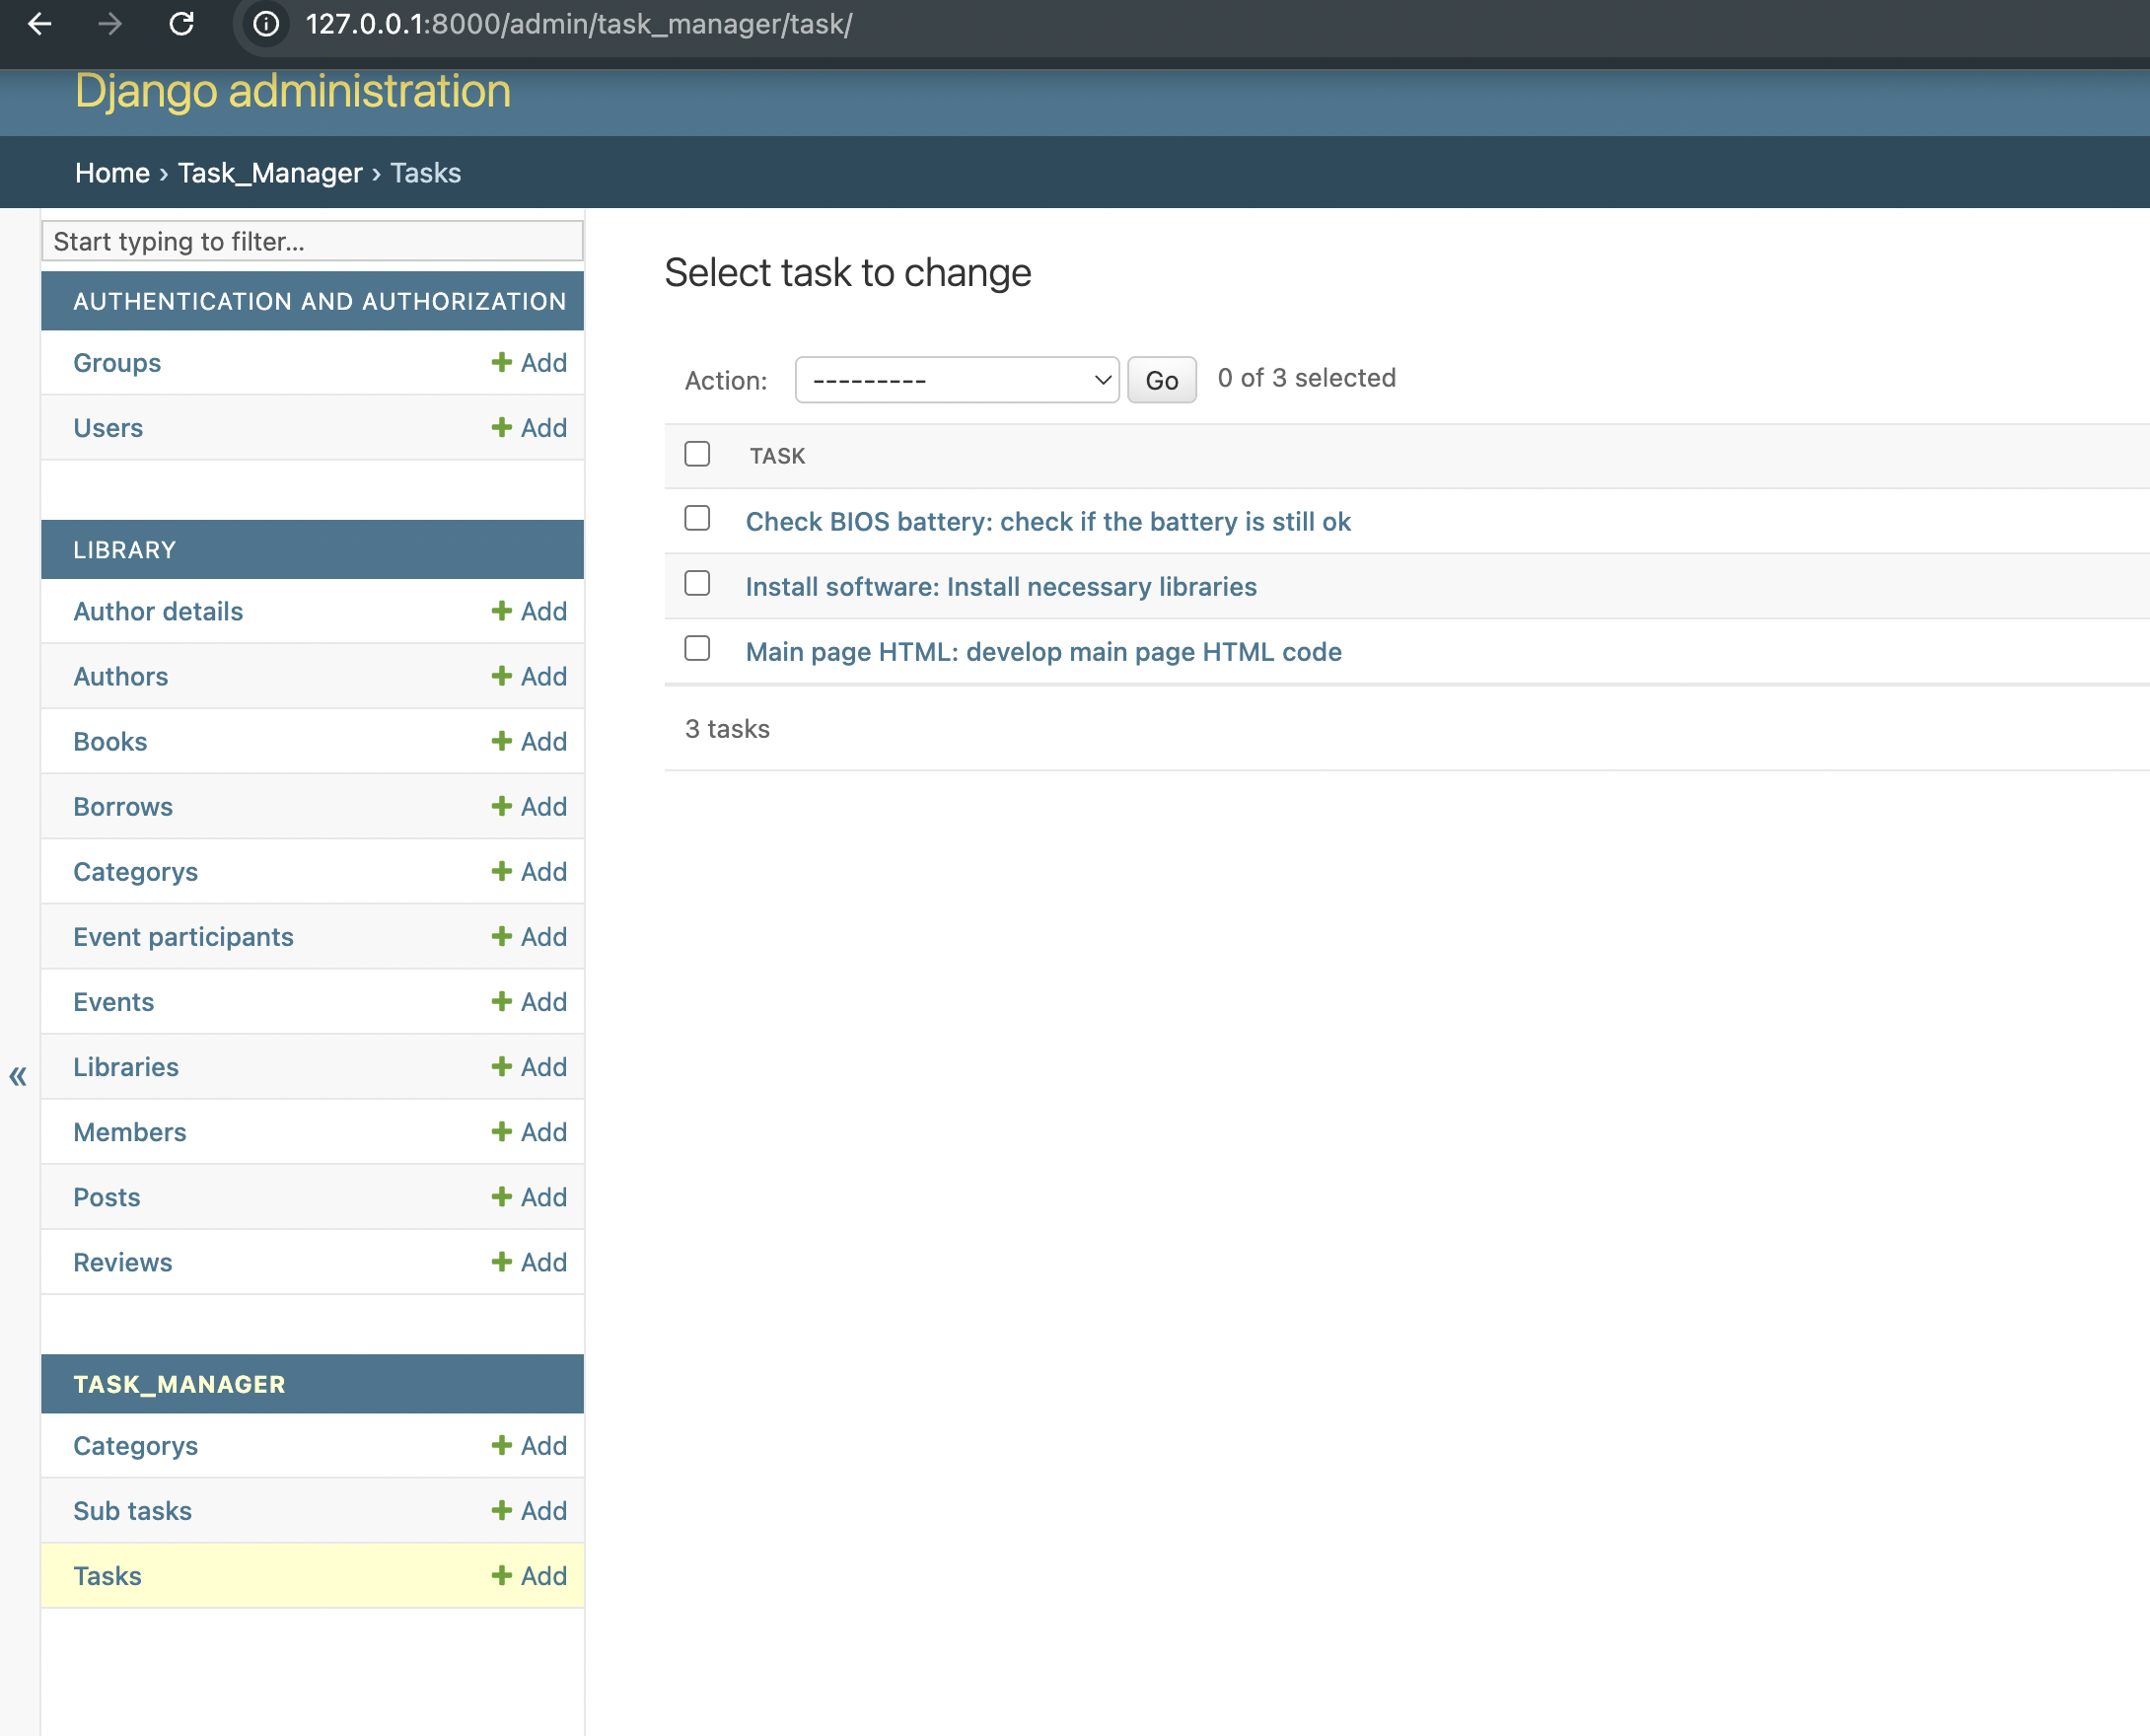 127.0.0.1:8000/admin/task_manager/task/
Django administration
Home › Task_Manager › Tasks
Start typing to filter...
AUTHENTICATION AND AUTHORIZATION
Groups + Add
Users + Add
LIBRARY
Author details + Add
Authors + Add
Books + Add
Borrows + Add
Categorys + Add
Event participants + Add
Events + Add
Libraries + Add
Members + Add
Posts + Add
Reviews + Add
TASK_MANAGER
Categorys + Add
Sub tasks + Add
Tasks + Add
«
Select task to change
Action: --------- Go 0 of 3 selected
TASK
Check BIOS battery: check if the battery is still ok
Install software: Install necessary libraries
Main page HTML: develop main page HTML code
3 tasks